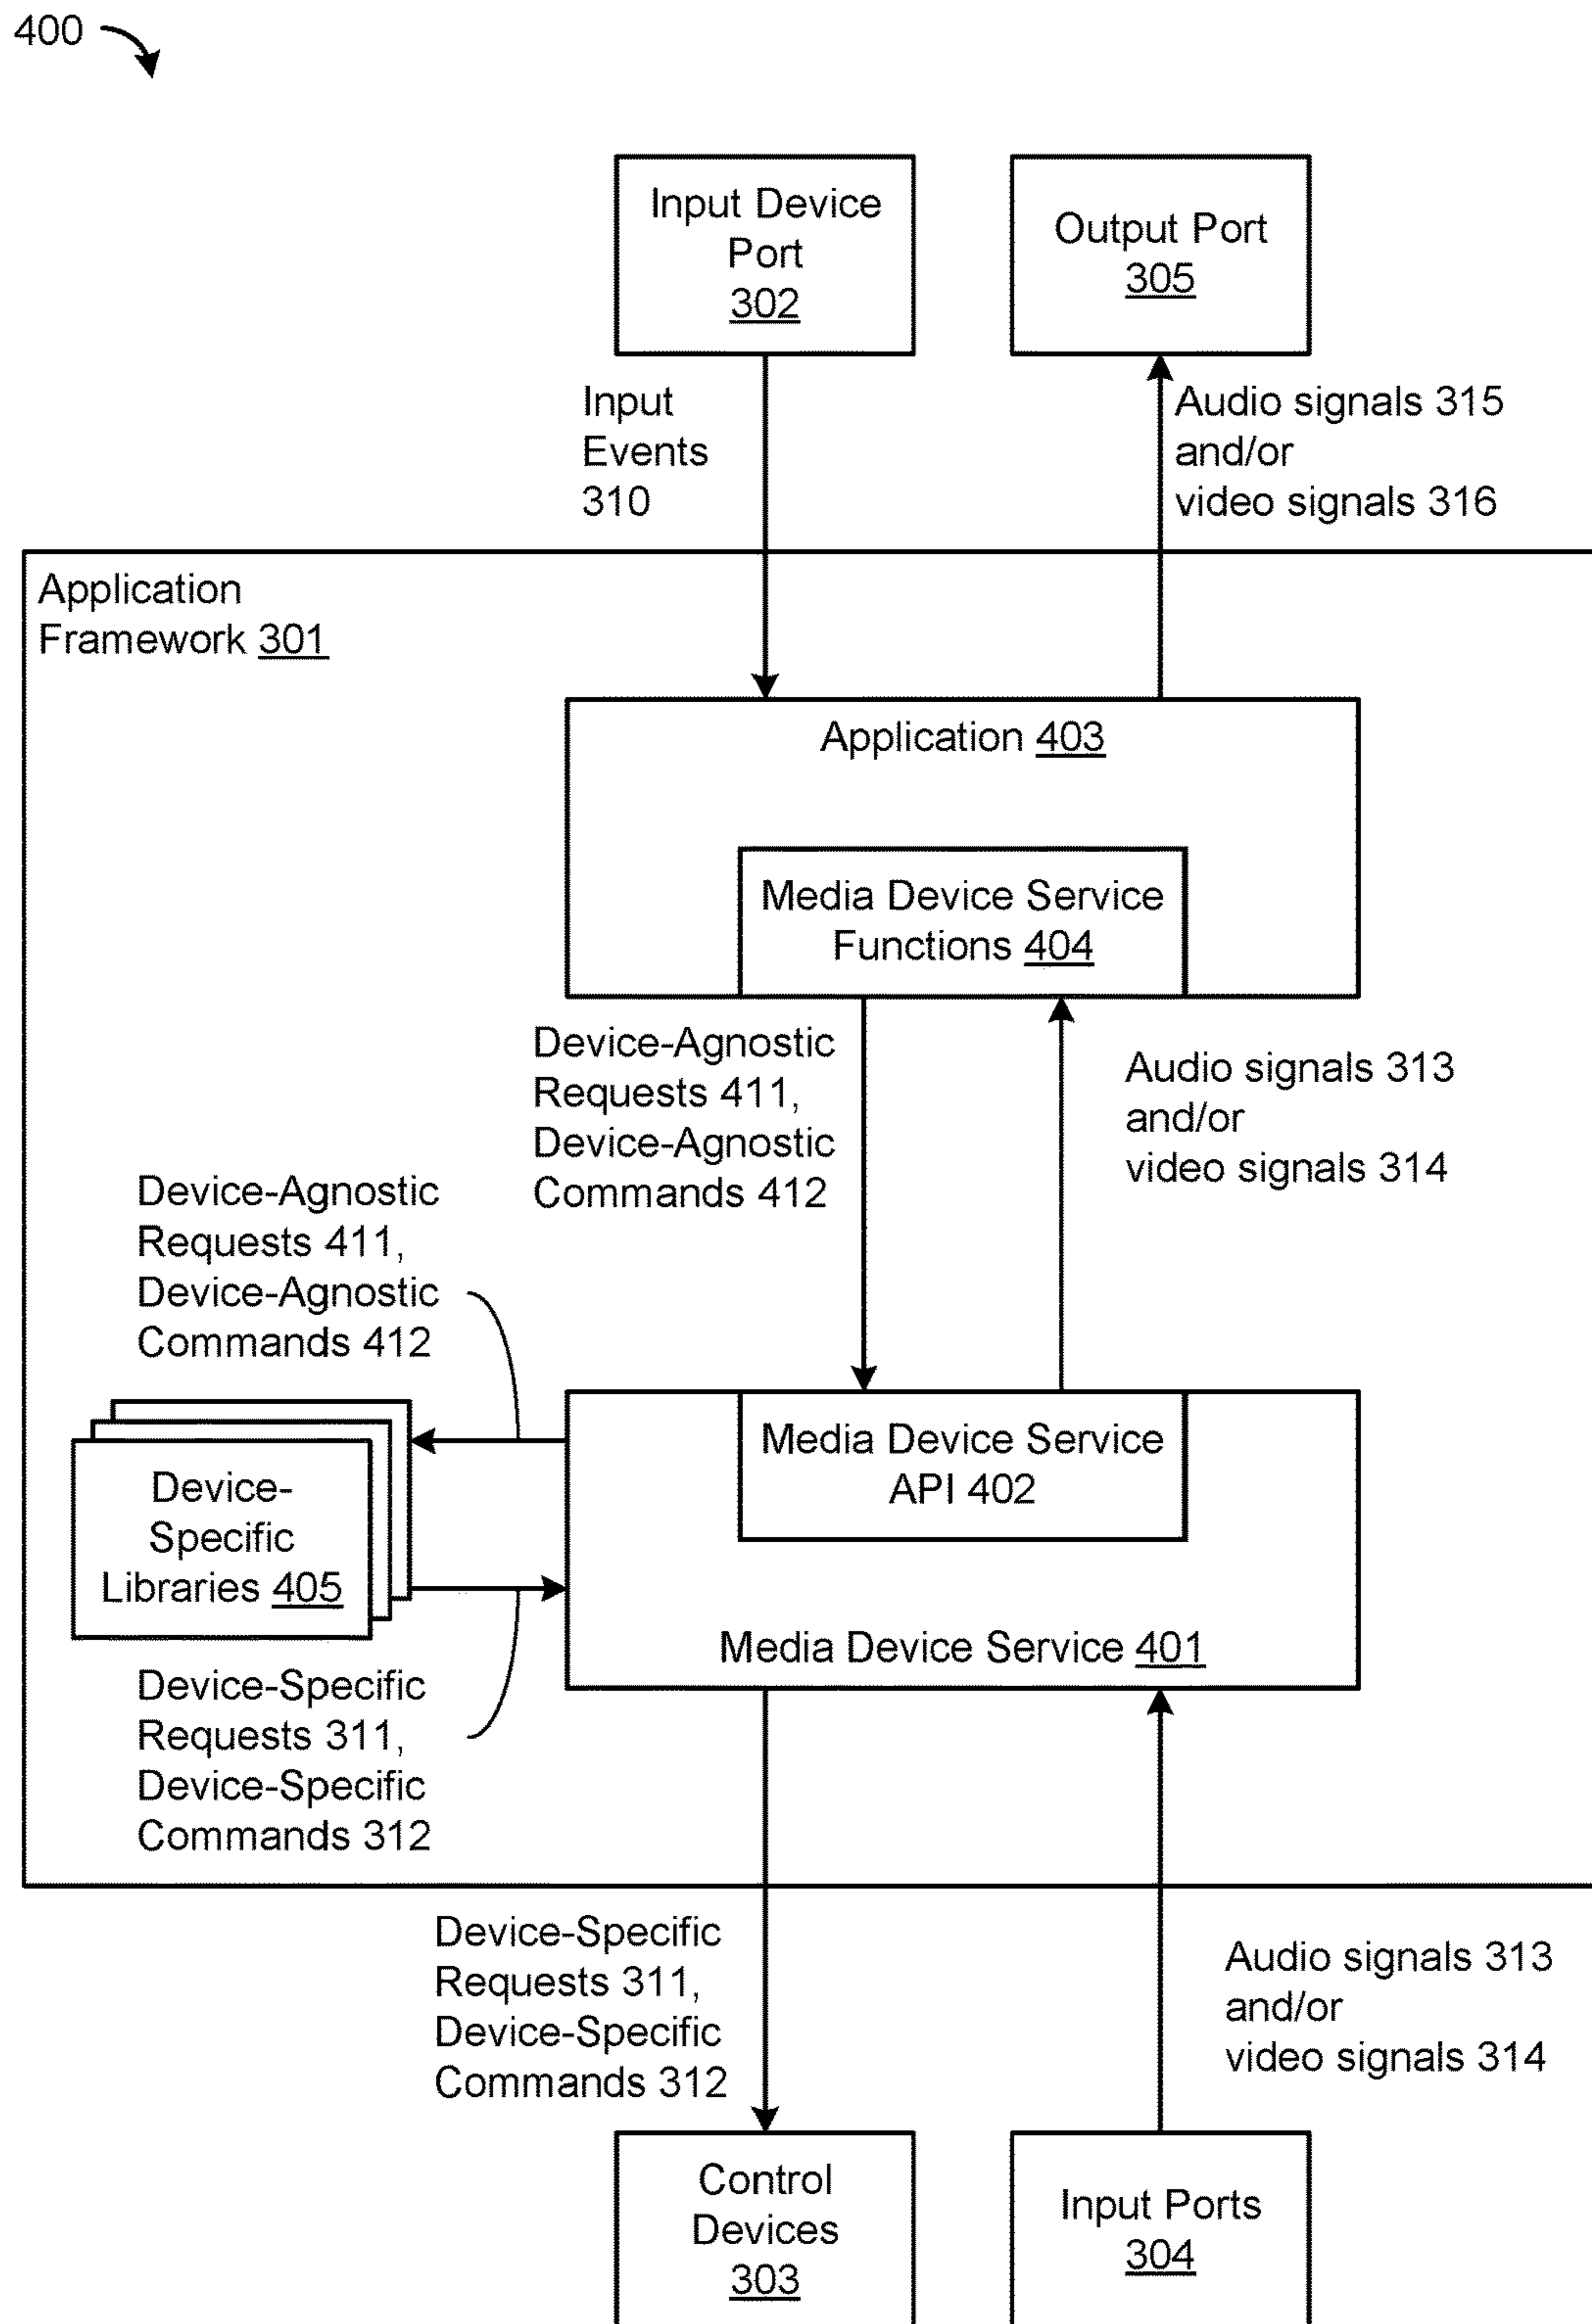 400
Input Device
Port
302
Output Port
305
Input
Events
310
Audio signals 315
and/or
video signals 316
Application
Framework 301
Application 403
Media Device Service
Functions 404
Device-Agnostic
Requests 411,
Device-Agnostic
Commands 412
Audio signals 313
and/or
video signals 314
Device-Agnostic
Requests 411,
Device-Agnostic
Commands 412
Media Device Service
API 402
Device-
Specific
Libraries 405
Media Device Service 401
Device-Specific
Requests 311,
Device-Specific
Commands 312
Device-Specific
Requests 311,
Device-Specific
Commands 312
Audio signals 313
and/or
video signals 314
Control
Devices
303
Input Ports
304